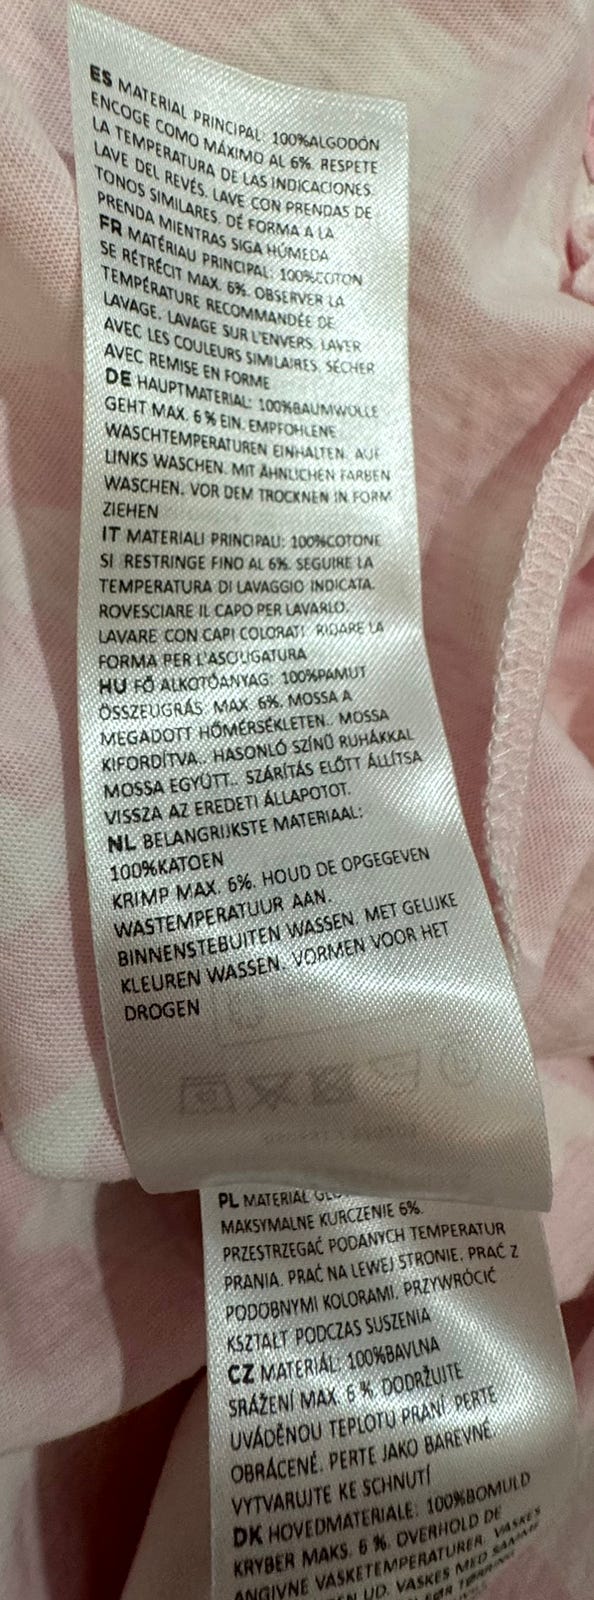 ES MATERIAL PRINCIPAL: 100%ALGODÓN
ENCOGE COMO MÁXIMO AL 6%. RESPETE
LA TEMPERATURA DE LAS INDICACIONES.
LAVE DEL REVÉS. LAVE CON PRENDAS DE
TONOS SIMILARES. DÉ FORMA A LA
PRENDA MIENTRAS SIGA HÚMEDA
FR MATÉRIAU PRINCIPAL: 100%COTON
SE RÉTRÉCIT MAX. 6%. OBSERVER LA
TEMPÉRATURE RECOMMANDÉE DE
LAVAGE. LAVAGE SUR L'ENVERS. LAVER
AVEC LES COULEURS SIMILAIRES. SÉCHER
AVEC REMISE EN FORME
DE HAUPTMATERIAL: 100%BAUMWOLLE
GEHT MAX. 6 % EIN. EMPFOHLENE
WASCHTEMPERATUREN EINHALTEN. AUF
LINKS WASCHEN. MIT ÄHNLICHEN FARBEN
WASCHEN. VOR DEM TROCKNEN IN FORM
ZIEHEN
IT MATERIALI PRINCIPALI: 100%COTONE
SI RESTRINGE FINO AL 6%. SEGUIRE LA
TEMPERATURA DI LAVAGGIO INDICATA.
ROVESCIARE IL CAPO PER LAVARLO.
LAVARE CON CAPI COLORATI. RIDARE LA
FORMA PER L'ASCIUGATURA
HU FŐ ALKOTÓANYAG: 100%PAMUT
ÖSSZEUGRÁS MAX. 6%. MOSSA A
MEGADOTT HŐMÉRSÉKLETEN.. MOSSA
KIFORDÍTVA.. HASONLÓ SZÍNŰ RUHÁKKAL
MOSSA EGYÜTT.. SZÁRÍTÁS ELŐTT ÁLLÍTSA
VISSZA AZ EREDETI ÁLLAPOTOT.
NL BELANGRIJKSTE MATERIAAL:
100%KATOEN
KRIMP MAX. 6%. HOUD DE OPGEGEVEN
WASTEMPERATUUR AAN.
BINNENSTEBUITEN WASSEN. MET GELIJKE
KLEUREN WASSEN. VORMEN VOOR HET
DROGEN
PL MATERIAŁ
MAKSYMALNE KURCZENIE 6%.
PRZESTRZEGAĆ PODANYCH TEMPERATUR
PRANIA. PRAĆ NA LEWEJ STRONIE. PRAĆ Z
PODOBNYMI KOLORAMI. PRZYWRÓCIĆ
KSZTAŁT PODCZAS SUSZENIA
CZ MATERIÁL: 100%BAVLNA
SRÁŽENÍ MAX. 6 %. DODRŽUJTE
UVÁDĚNOU TEPLOTU PRANÍ. PERTE
OBRÁCENÉ. PERTE JAKO BAREVNÉ.
VYTVARUJTE KE SCHNUTÍ
DK HOVEDMATERIALE: 100%BOMULD
KRYBER MAKS. 6 %. OVERHOLD DE
ANGIVNE VASKETEMPERATURER. VASKES
UD. VASKES MED SAMME
FØR TØRRING